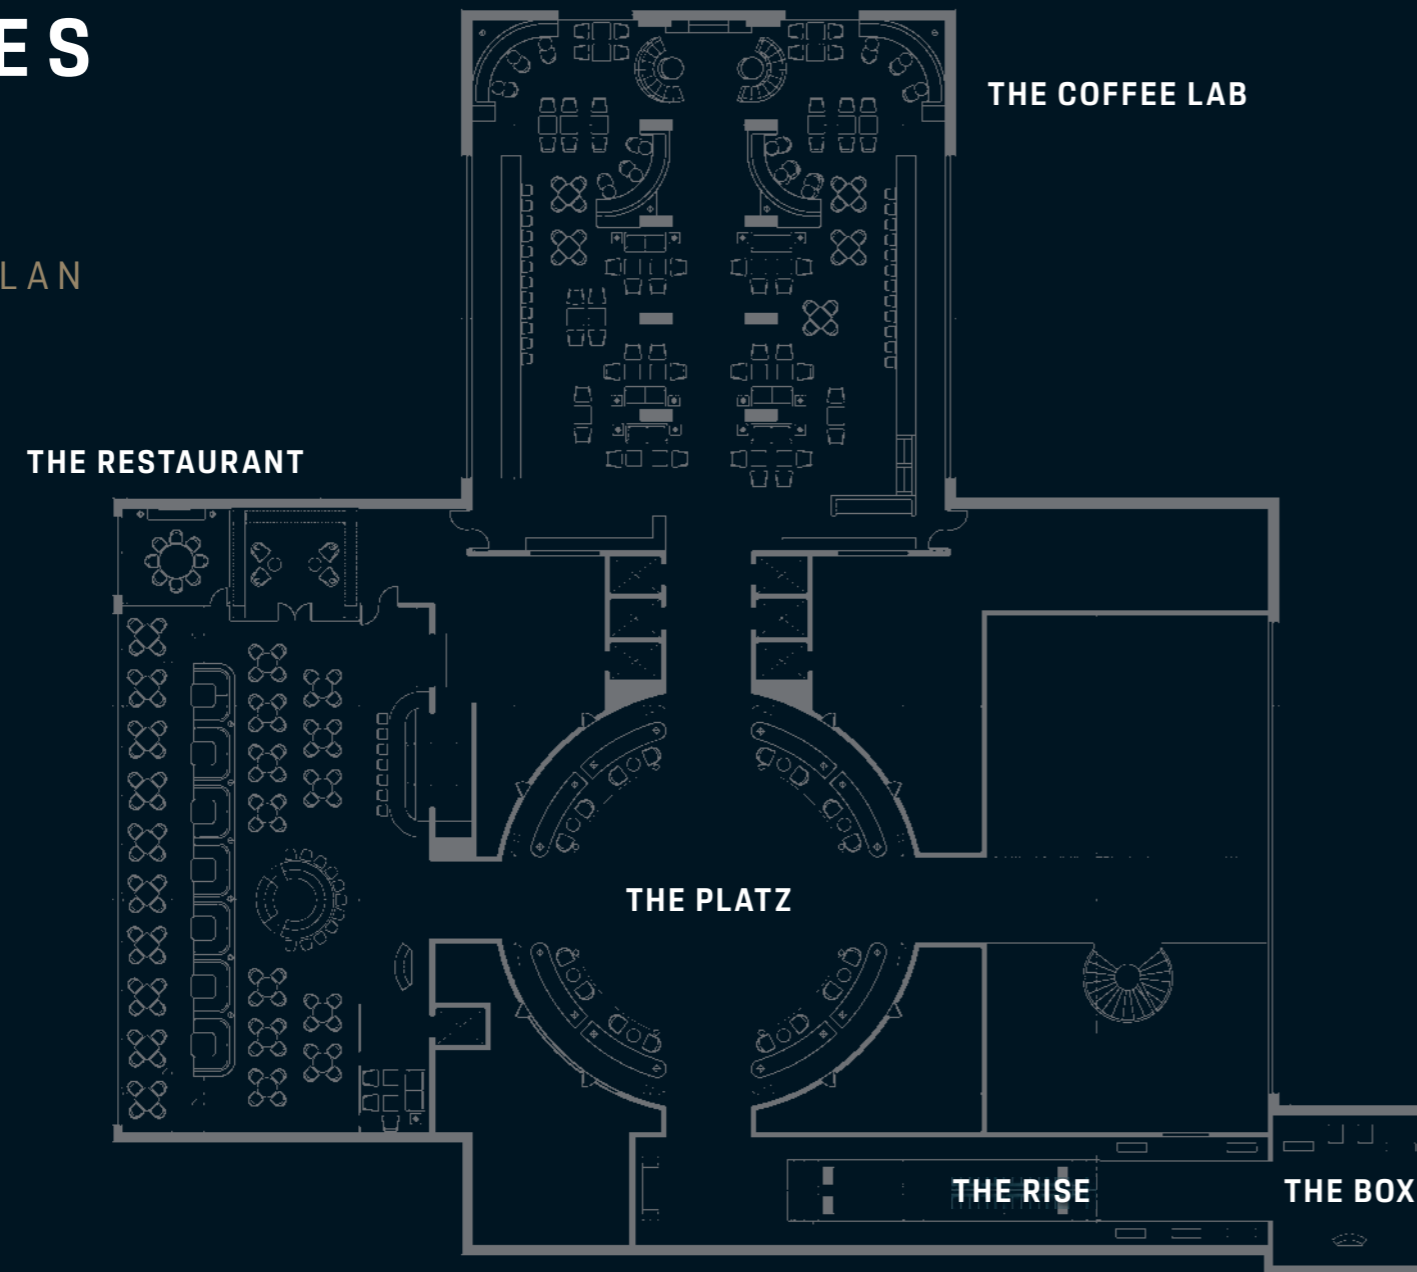 ES
LAN
THE COFFEE LAB
THE RESTAURANT
THE PLATZ
THE RISE
THE BOX